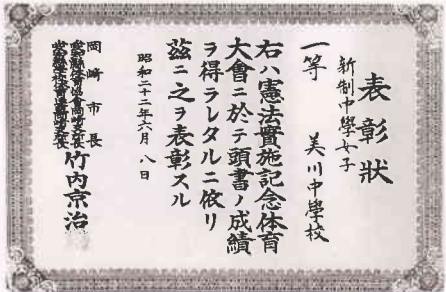 表彰状
新制中學女子
一等 美川中學校
右ハ憲法實施記念体育
大會ニ於テ頭書ノ成績
ヲ得ラレタルニ依リ
茲ニ之ヲ表彰スル
昭和二十二年六月八日
岡崎市長
竹内京治